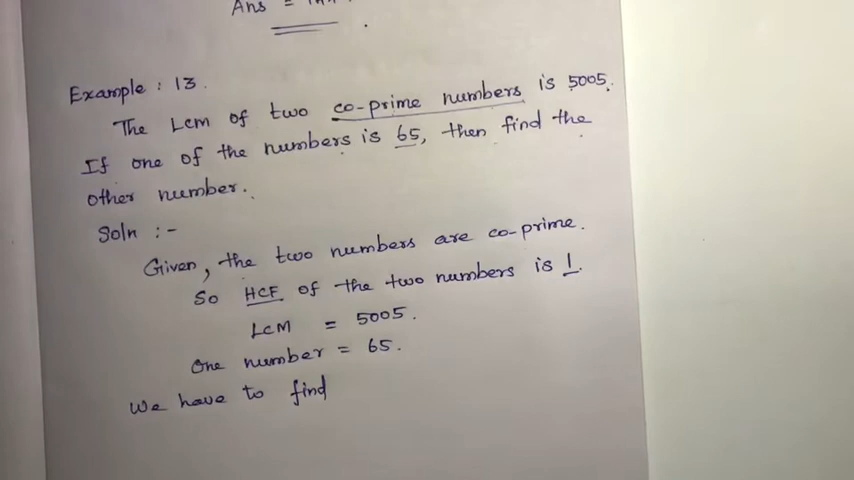 Ans =
Example : 13.
The LCM of two co-prime numbers is 5005.
If one of the numbers is 65, then find the
other number.
Soln :-
Given, the two numbers are co-prime.
So HCF of the two numbers is 1.
LCM = 5005.
One number = 65.
We have to find